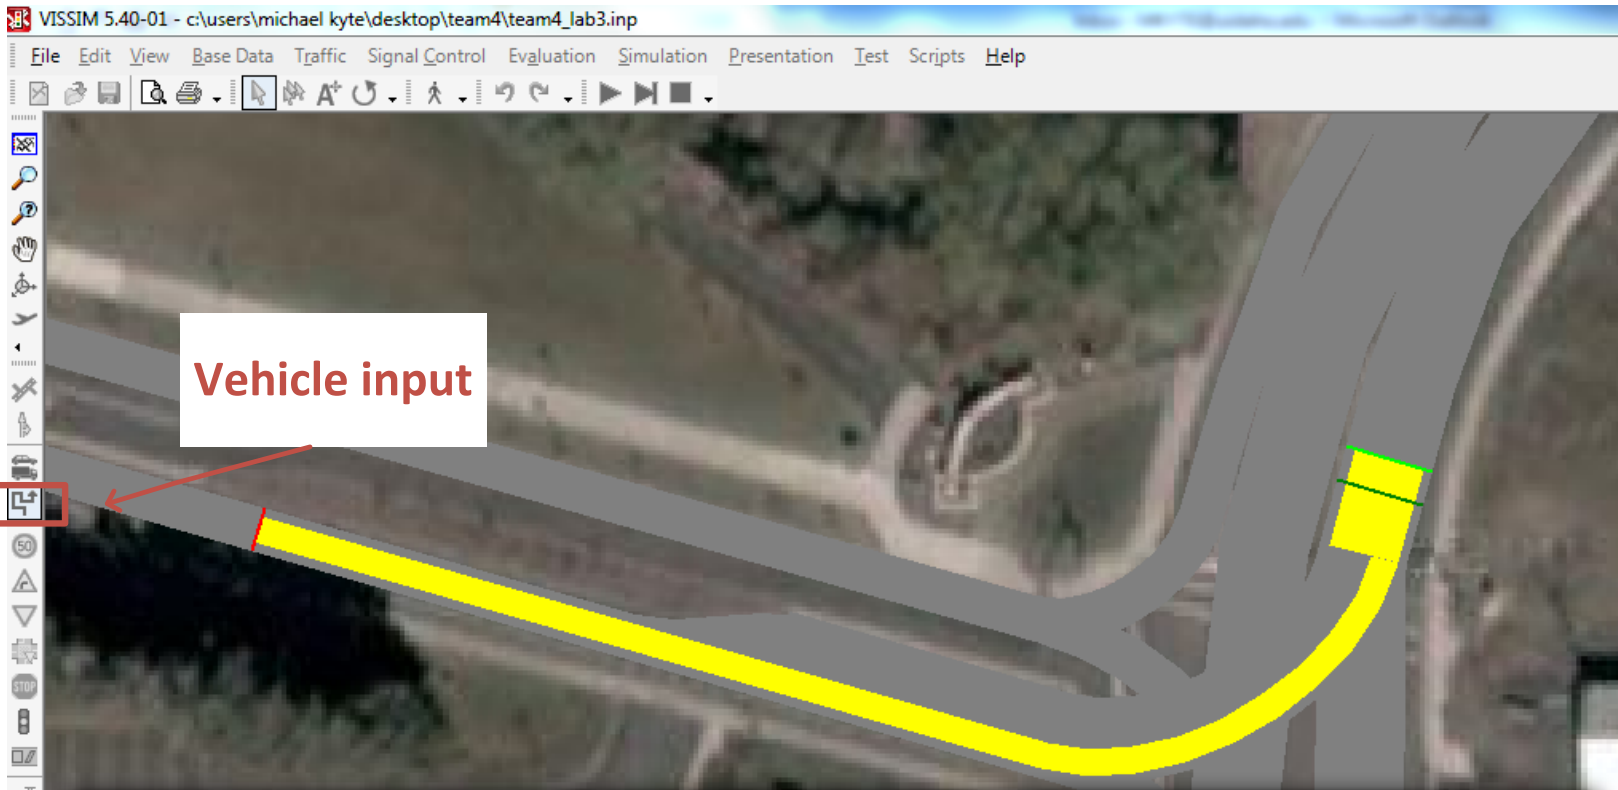 VISSIM 5.40-01 - c:\users\michael kyte\desktop\team4\team4_lab3.inp
File Edit View Base Data Traffic Signal Control Evaluation Simulation Presentation Test Scripts Help
Vehicle input
50
STOP